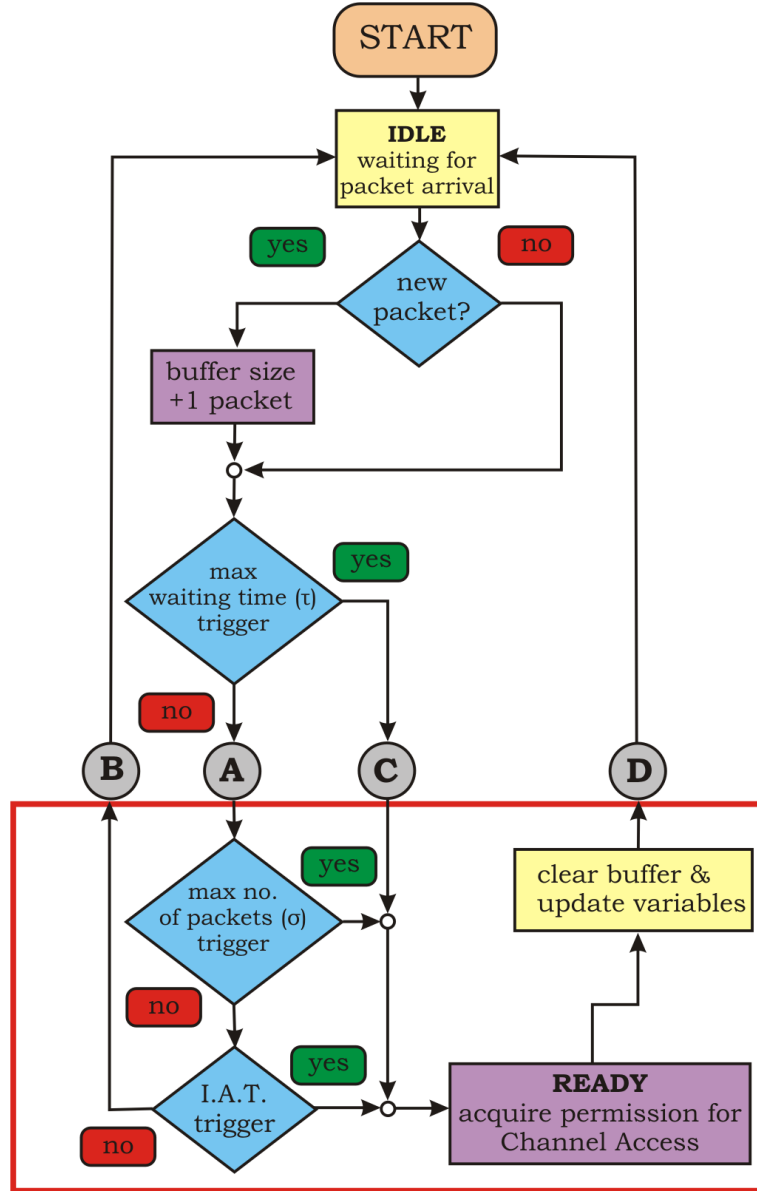 START
IDLE
waiting for
packet arrival
yes
no
new
packet?
buffer size
+1 packet
max
waiting time (τ)
trigger
yes
no
B
A
C
D
max no.
of packets (σ)
trigger
yes
no
clear buffer &
update variables
I.A.T.
trigger
yes
no
READY
acquire permission for
Channel Access